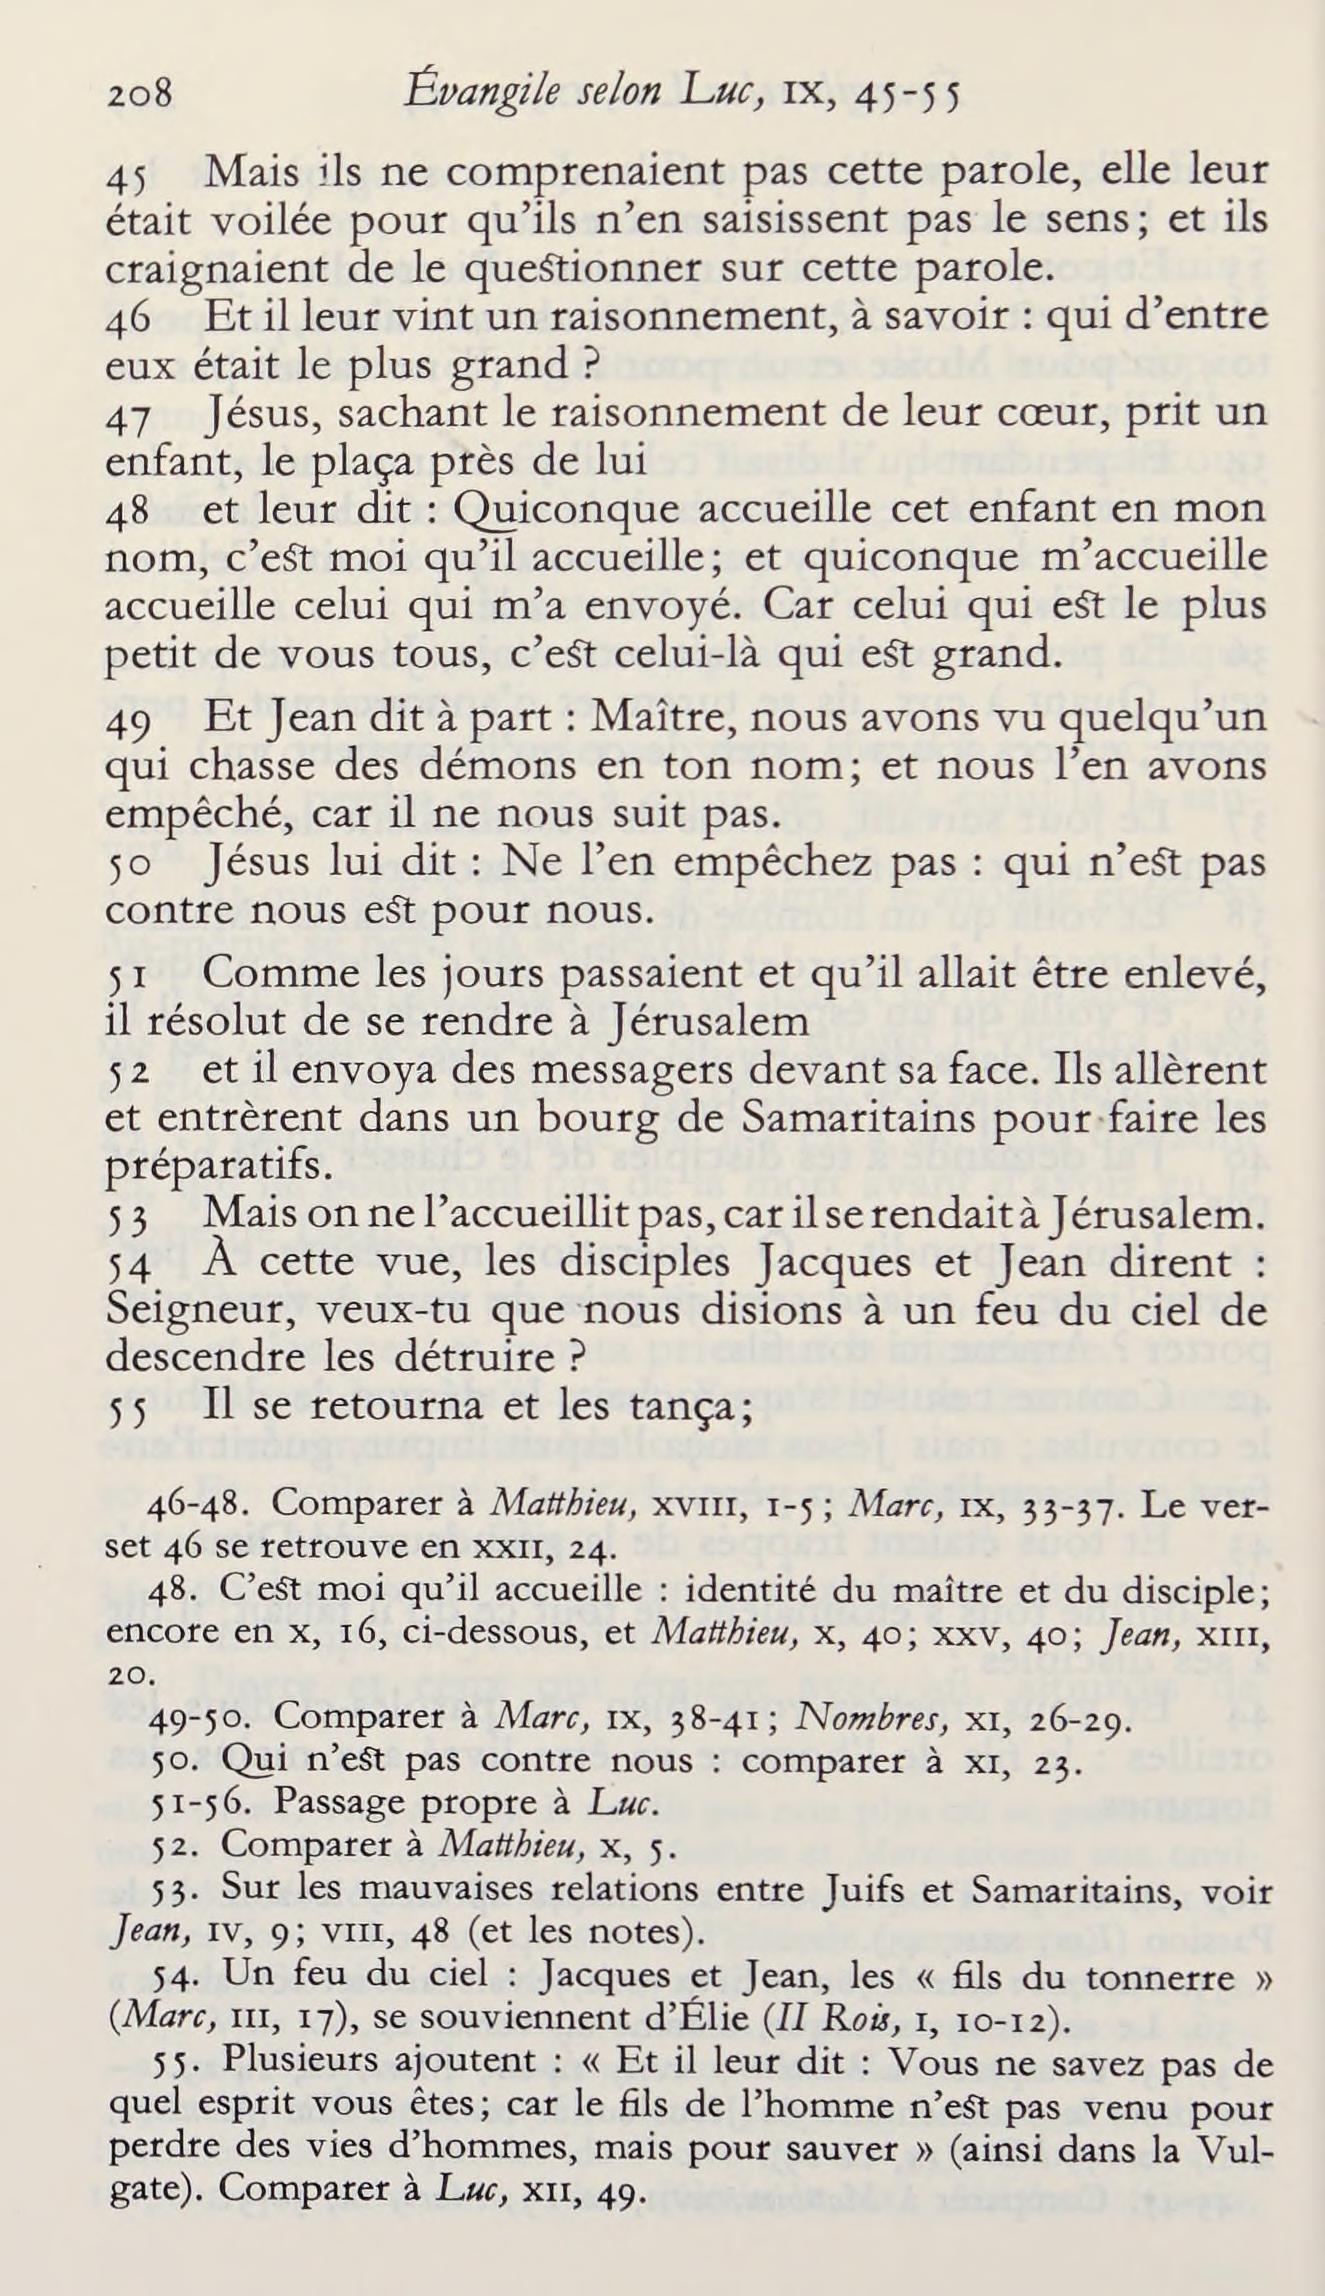 208 Évangile selon Luc, IX, 45-55
45 Mais ils ne comprenaient pas cette parole, elle leur
était voilée pour qu’ils n’en saisissent pas le sens; et ils
craignaient de le questionner sur cette parole.
46 Et il leur vint un raisonnement, à savoir : qui d’entre
eux était le plus grand ?
47 Jésus, sachant le raisonnement de leur cœur, prit un
enfant, le plaça près de lui
48 et leur dit : Quiconque accueille cet enfant en mon
nom, c’est moi qu’il accueille; et quiconque m’accueille
accueille celui qui m’a envoyé. Car celui qui est le plus
petit de vous tous, c’est celui-là qui est grand.
49 Et Jean dit à part : Maître, nous avons vu quelqu’un
qui chasse des démons en ton nom; et nous l’en avons
empêché, car il ne nous suit pas.
50 Jésus lui dit : Ne l’en empêchez pas : qui n’est pas
contre nous est pour nous.
51 Comme les jours passaient et qu’il allait être enlevé,
il résolut de se rendre à Jérusalem
52 et il envoya des messagers devant sa face. Ils allèrent
et entrèrent dans un bourg de Samaritains pour faire les
préparatifs.
53 Mais on ne l’accueillit pas, car il se rendait à Jérusalem.
54 À cette vue, les disciples Jacques et Jean dirent :
Seigneur, veux-tu que nous disions à un feu du ciel de
descendre les détruire ?
55 Il se retourna et les tança;
46-48. Comparer à Matthieu, XVIII, 1-5; Marc, IX, 33-37. Le ver-
set 46 se retrouve en XXII, 24.
48. C’est moi qu’il accueille : identité du maître et du disciple;
encore en X, 16, ci-dessous, et Matthieu, X, 40; XXV, 40; Jean, XIII,
20.
49-50. Comparer à Marc, IX, 38-41; Nombres, XI, 26-29.
50. Qui n’est pas contre nous : comparer à XI, 23.
51-56. Passage propre à Luc.
52. Comparer à Matthieu, X, 5.
53. Sur les mauvaises relations entre Juifs et Samaritains, voir
Jean, IV, 9; VIII, 48 (et les notes).
54. Un feu du ciel : Jacques et Jean, les « fils du tonnerre »
(Marc, III, 17), se souviennent d’Élie (II Rois, I, 10-12).
55. Plusieurs ajoutent : « Et il leur dit : Vous ne savez pas de
quel esprit vous êtes; car le fils de l’homme n’est pas venu pour
perdre des vies d’hommes, mais pour sauver » (ainsi dans la Vul-
gate). Comparer à Luc, XII, 49.